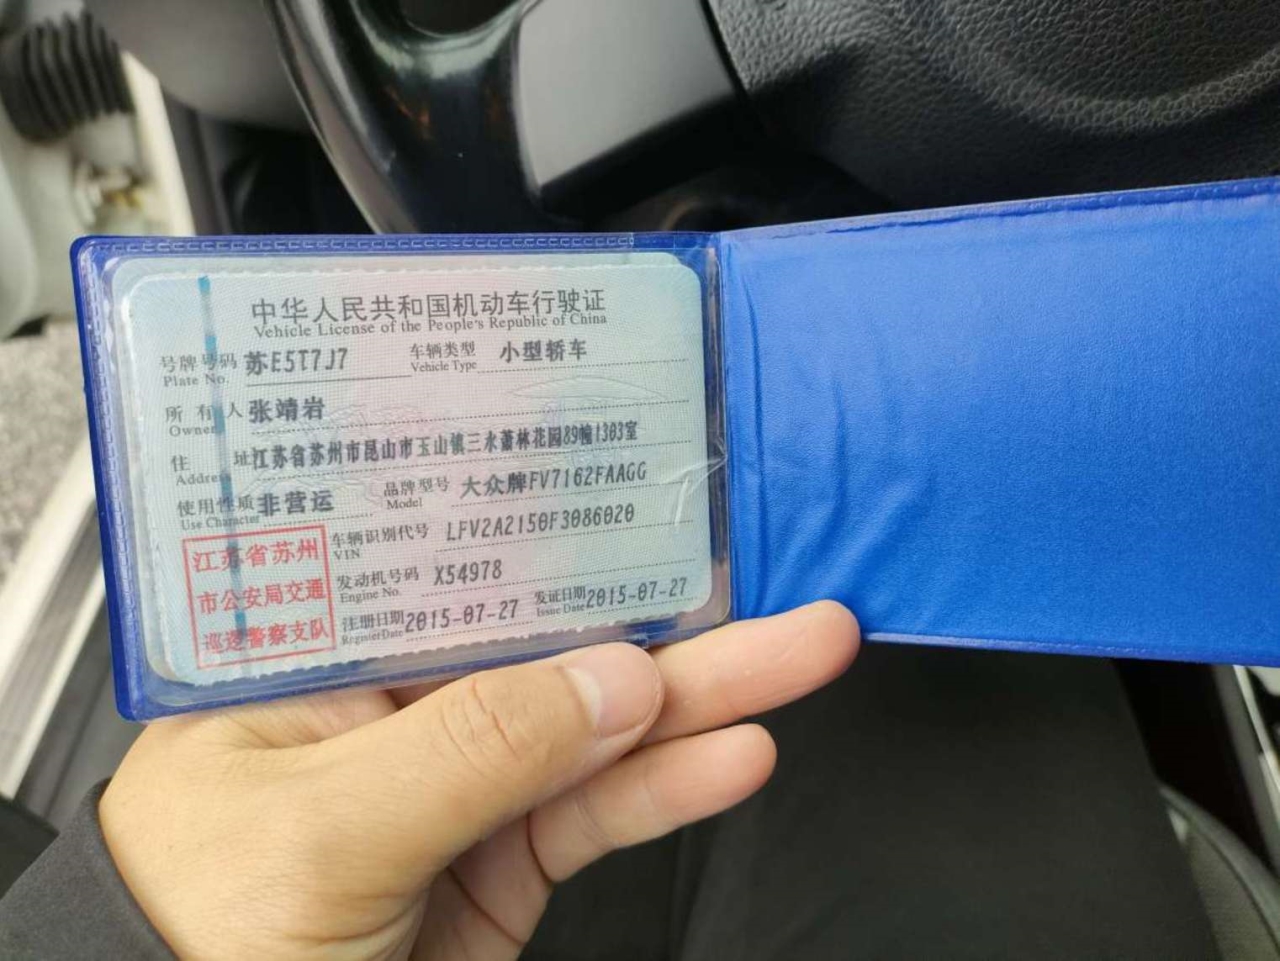 中华人民共和国机动车行驶证
Vehicle License of the People's Republic of China
号牌号码 苏E5T7J7 车辆类型 小型轿车
Plate No. Vehicle Type
所有人 张靖岩
Owner
住址 江苏省苏州市昆山市玉山镇三水萧林花园89幢1303室
Address
使用性质 非营运 品牌型号 大众牌FV7162FAAGG
Use Character Model
车辆识别代号 LFV2A2150F3086020
VIN
发动机号码 X54978
Engine No.
注册日期 2015-07-27 发证日期 2015-07-27
Register Date Issue Date
江苏省苏州
市公安局交通
巡逻警察支队